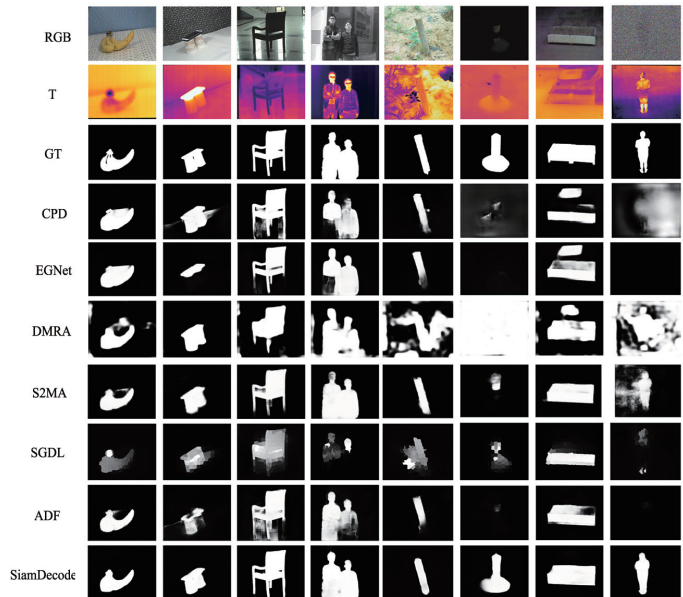 RGB
T
GT
CPD
EGNet
DMRA
S2MA
SGDL
ADF
SiamDecode